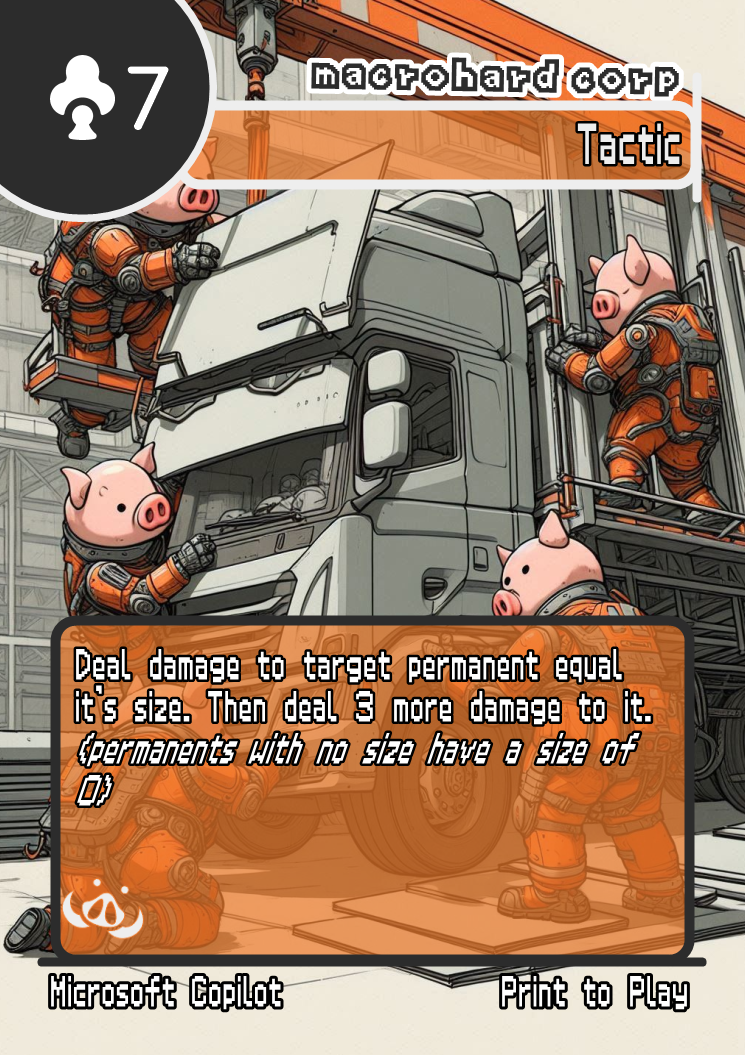 7
macrohard corp
Tactic
Deal damage to target permanent equal
it's size. Then deal 3 more damage to it.
(permanents with no size have a size of
0)
Microsoft Copilot
Print to Play